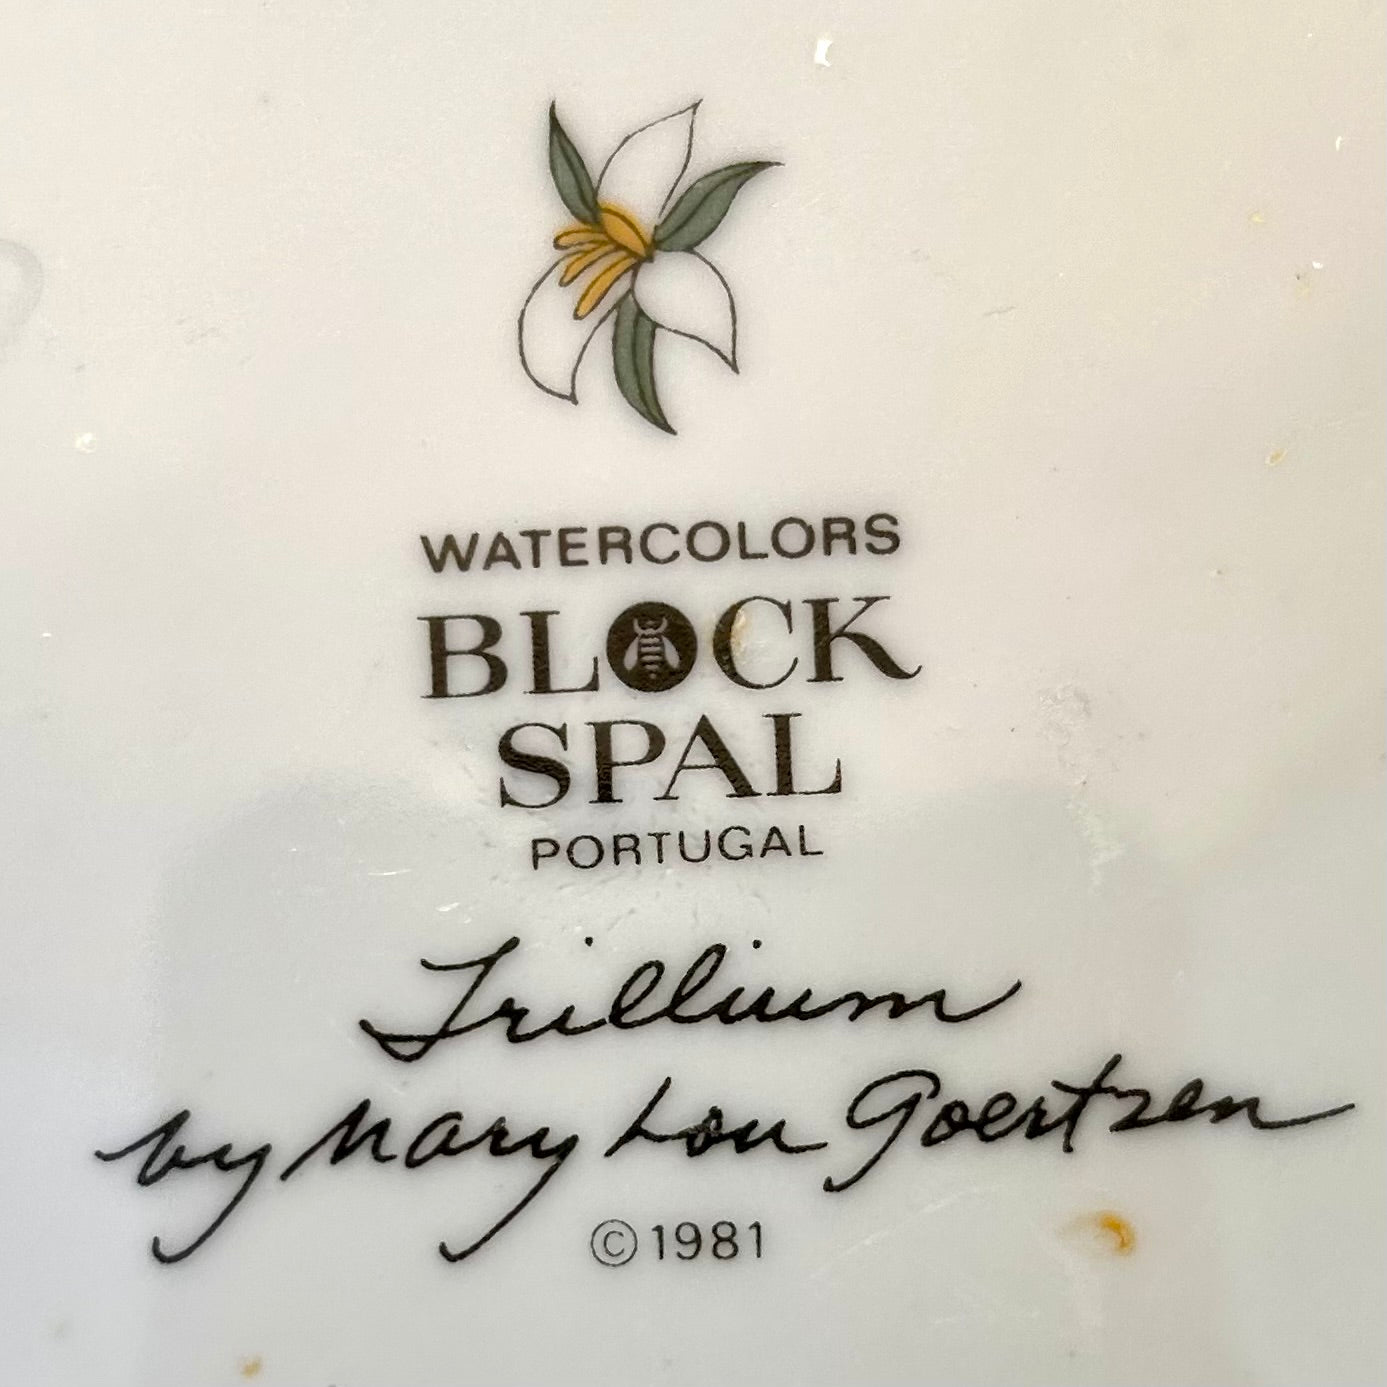 WATERCOLORS
BLOCK
SPAL
PORTUGAL
Trillium
by Mary Lou Goertzen
©1981